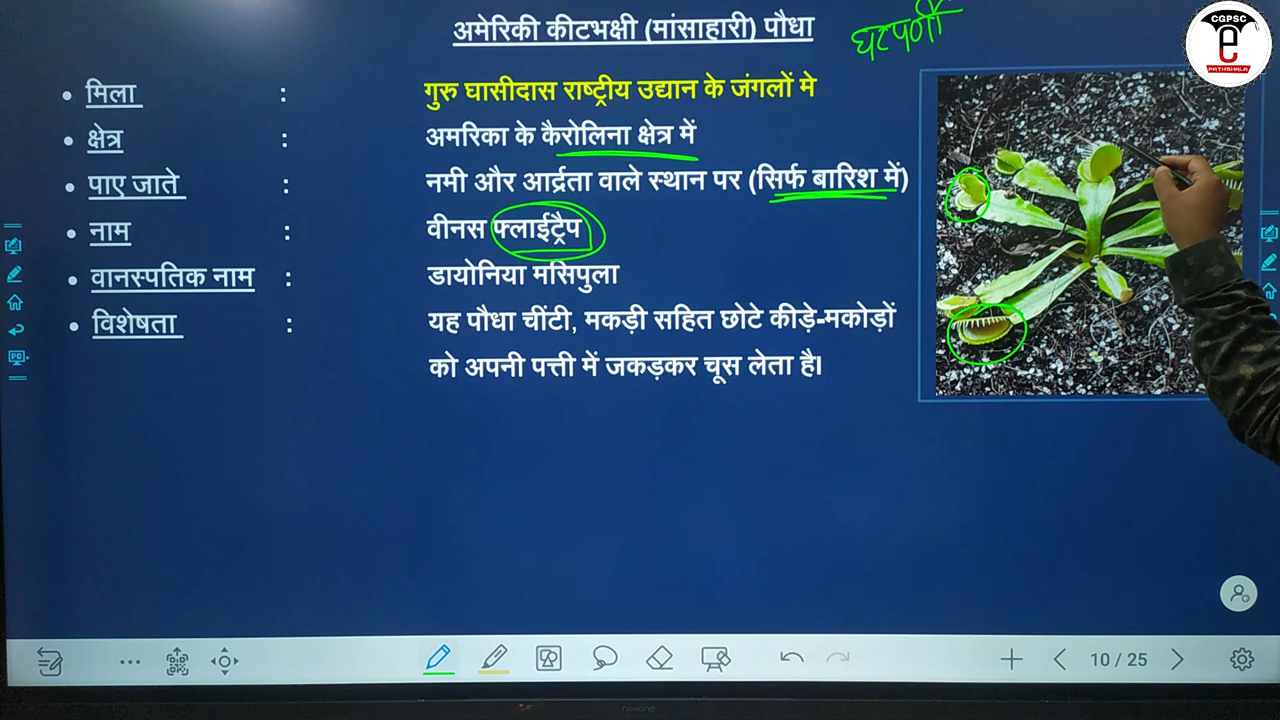 अमेरिकी कीटभक्षी (मांसाहारी) पौधा
घटपर्णी
CGPSC
e
PATHSHALA
• मिला : गुरु घासीदास राष्ट्रीय उद्यान के जंगलों मे
• क्षेत्र : अमरिका के कैरोलिना क्षेत्र में
• पाए जाते : नमी और आर्द्रता वाले स्थान पर (सिर्फ बारिश में)
• नाम : वीनस फ्लाईट्रैप
• वानस्पतिक नाम : डायोनिया मसिपुला
• विशेषता : यह पौधा चींटी, मकड़ी सहित छोटे कीड़े-मकोड़ों
को अपनी पत्ती में जकड़कर चूस लेता है।
PC
10 / 25
newline